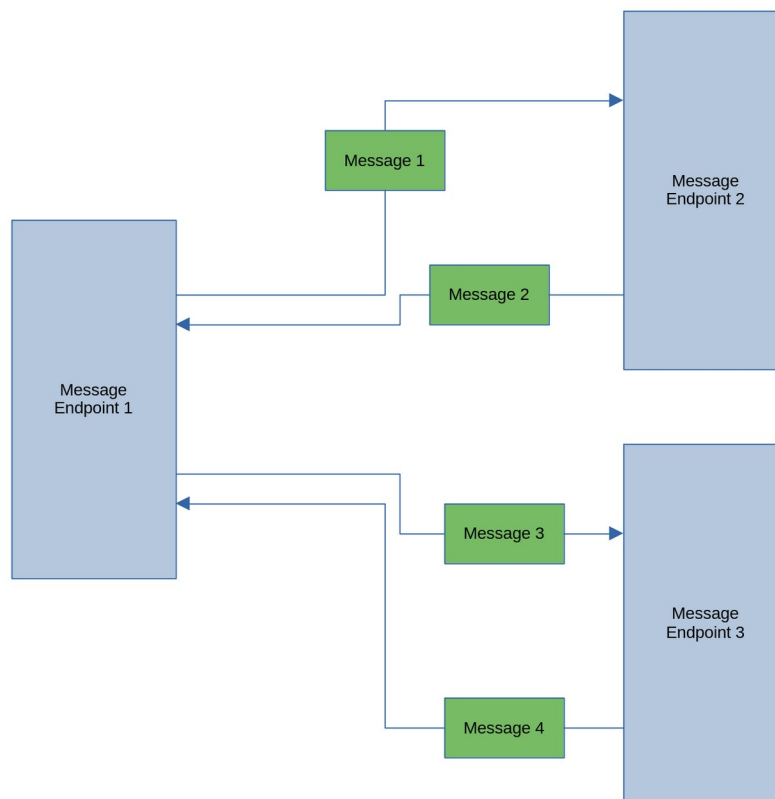 Message 1
Message
Endpoint 2
Message 2
Message
Endpoint 1
Message 3
Message
Endpoint 3
Message 4